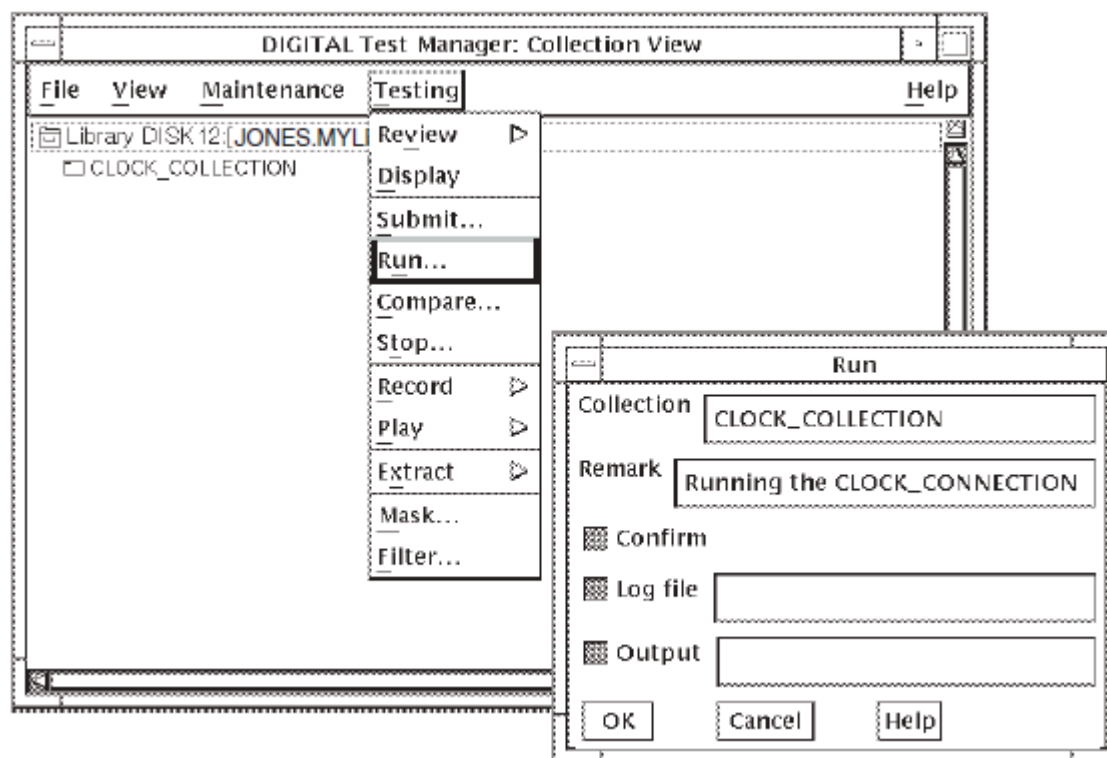 DIGITAL Test Manager: Collection View
File View Maintenance Testing Help
Library DISK12:[JONES.MYLI
CLOCK_COLLECTION
Review
Display
Submit...
Run...
Compare...
Stop...
Record
Play
Extract
Mask...
Filter...
Run
Collection CLOCK_COLLECTION
Remark Running the CLOCK_CONNECTION
Confirm
Log file
Output
OK Cancel Help